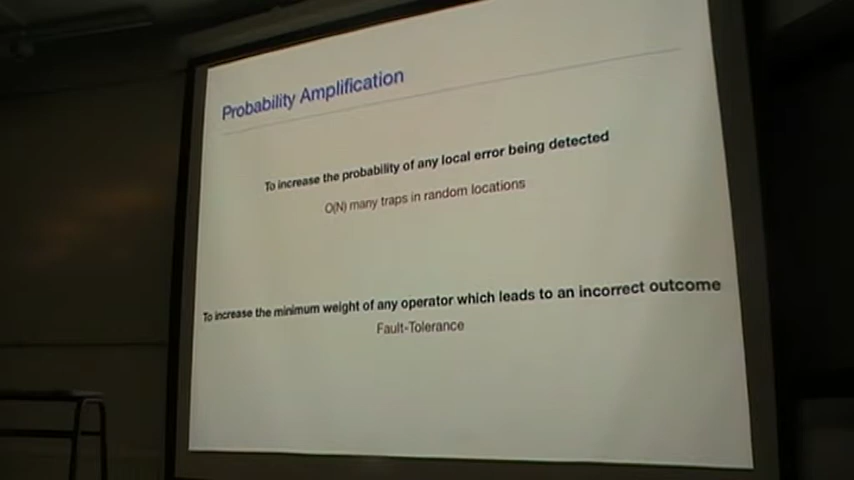 Probability Amplification
To increase the probability of any local error being detected
O(N) many traps in random locations
To increase the minimum weight of any operator which leads to an incorrect outcome
Fault-Tolerance